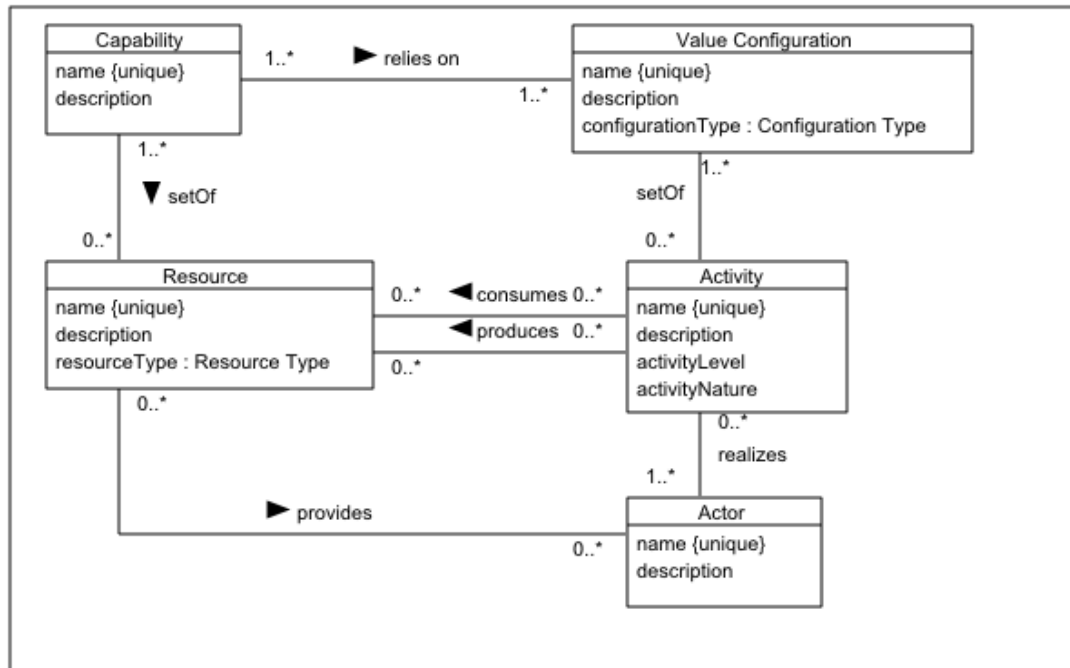 Capability
name {unique}
description
1..*
relies on
1..*
Value Configuration
name {unique}
description
configurationType : Configuration Type
1..*
setOf
0..*
1..*
setOf
0..*
Resource
name {unique}
description
resourceType : Resource Type
0..*
consumes 0..*
produces 0..*
0..*
Activity
name {unique}
description
activityLevel
activityNature
0..*
provides
0..*
0..*
realizes
1..*
Actor
name {unique}
description